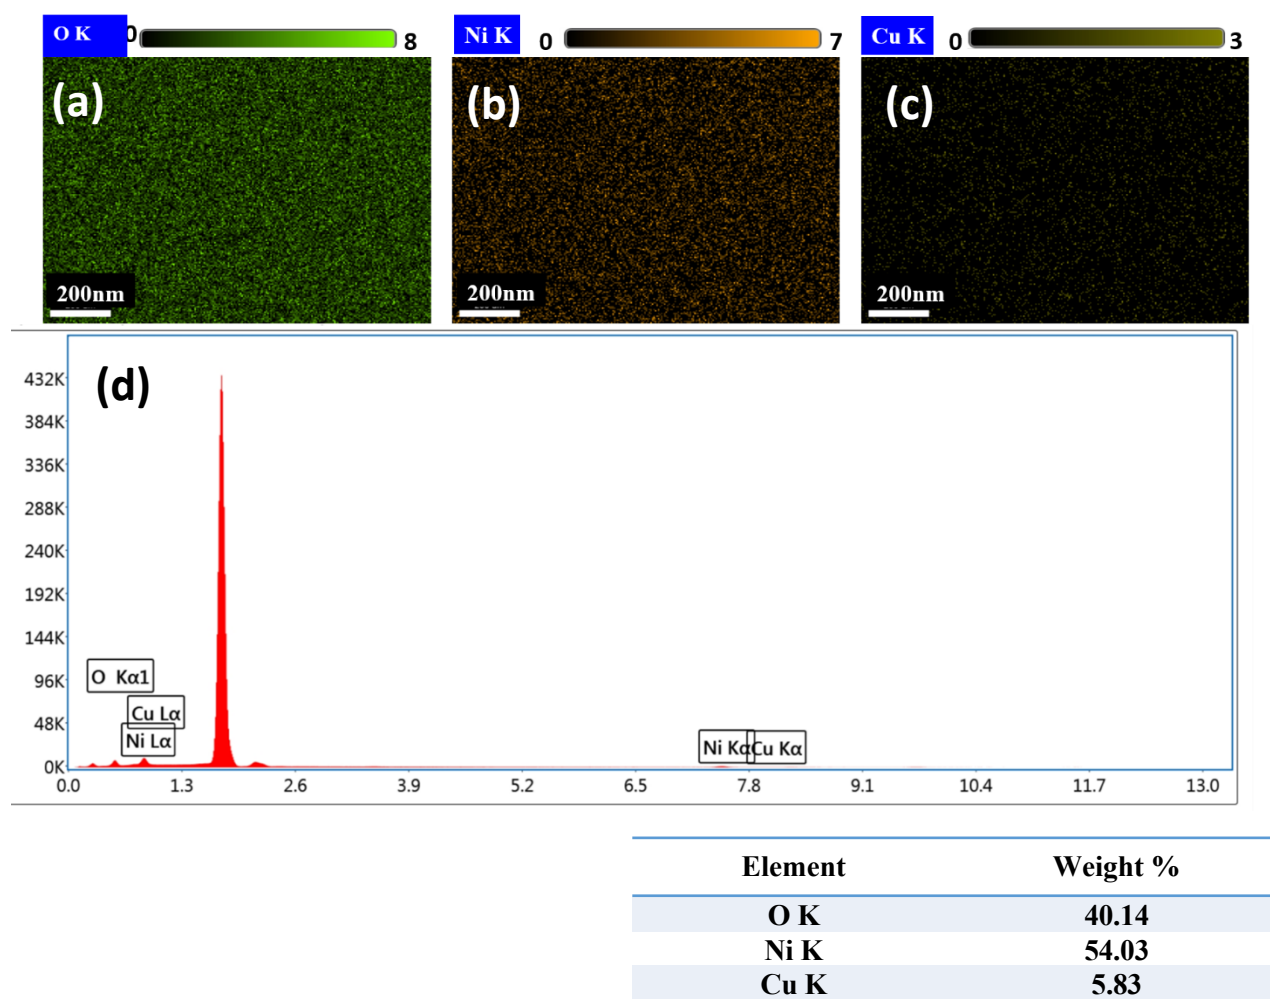 O K 0 8
Ni K 0 7
Cu K 0 3
(a)
(b)
(c)
200nm
200nm
200nm
(d)
432K
384K
336K
288K
240K
192K
144K
96K
48K
0K
O Kα1
Cu Lα
Ni Lα
Ni Kα
Cu Kα
0.0 1.3 2.6 3.9 5.2 6.5 7.8 9.1 10.4 11.7 13.0
Element Weight %
O K 40.14
Ni K 54.03
Cu K 5.83